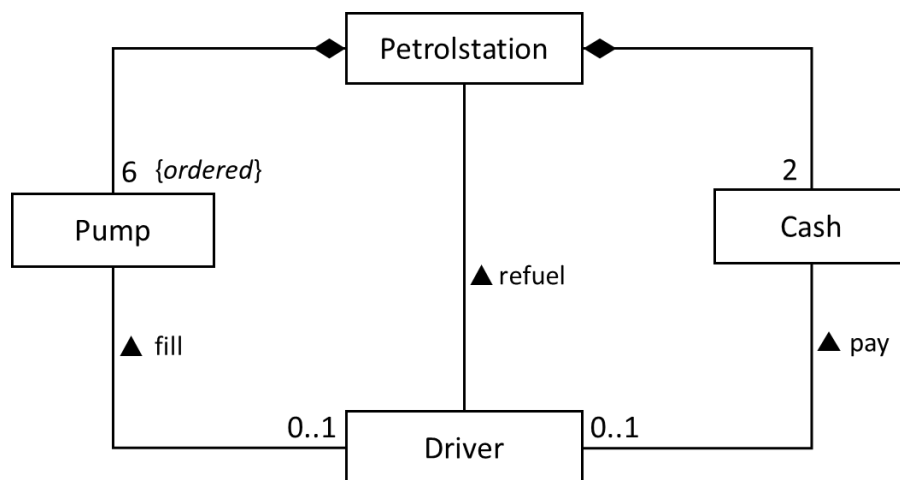 Petrolstation
6 {ordered}
2
Pump
Cash
▲ refuel
▲ fill
▲ pay
0..1
0..1
Driver